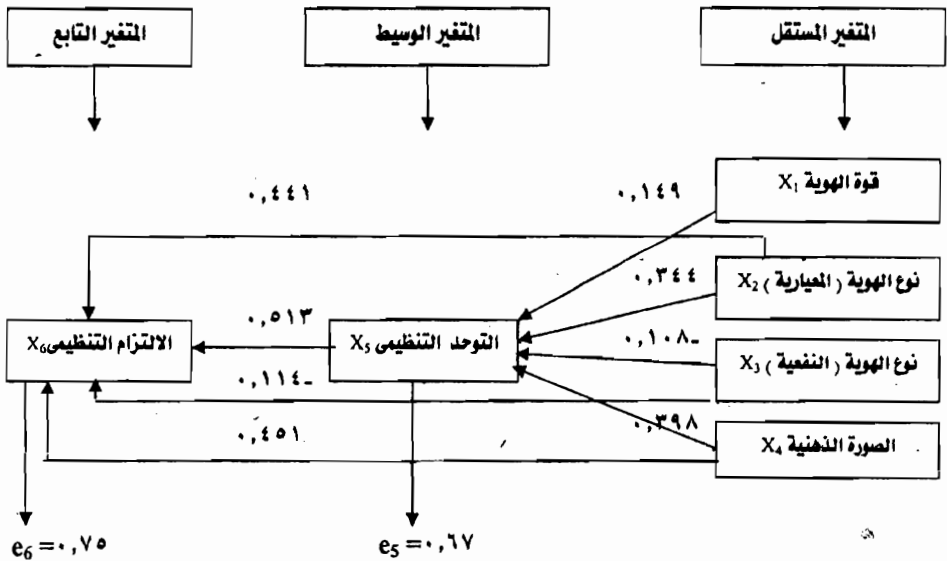 المتغير المستقل
المتغير الوسيط
المتغير التابع
قوة الهوية X1
٠,١٤٩
٠,٤٤١
نوع الهوية (المعيارية) X2
٠,٣٤٤
٠,٥١٣
التوحد التنظيمى X5
الالتزام التنظيمى X6
نوع الهوية (النفعية) X3
٠,١٠٨-
٠,١١٤-
الصورة الذهنية X4
٠,٣٩٨
٠,٤٥١
e5 =٠,٦٧
e6 =٠,٧٥